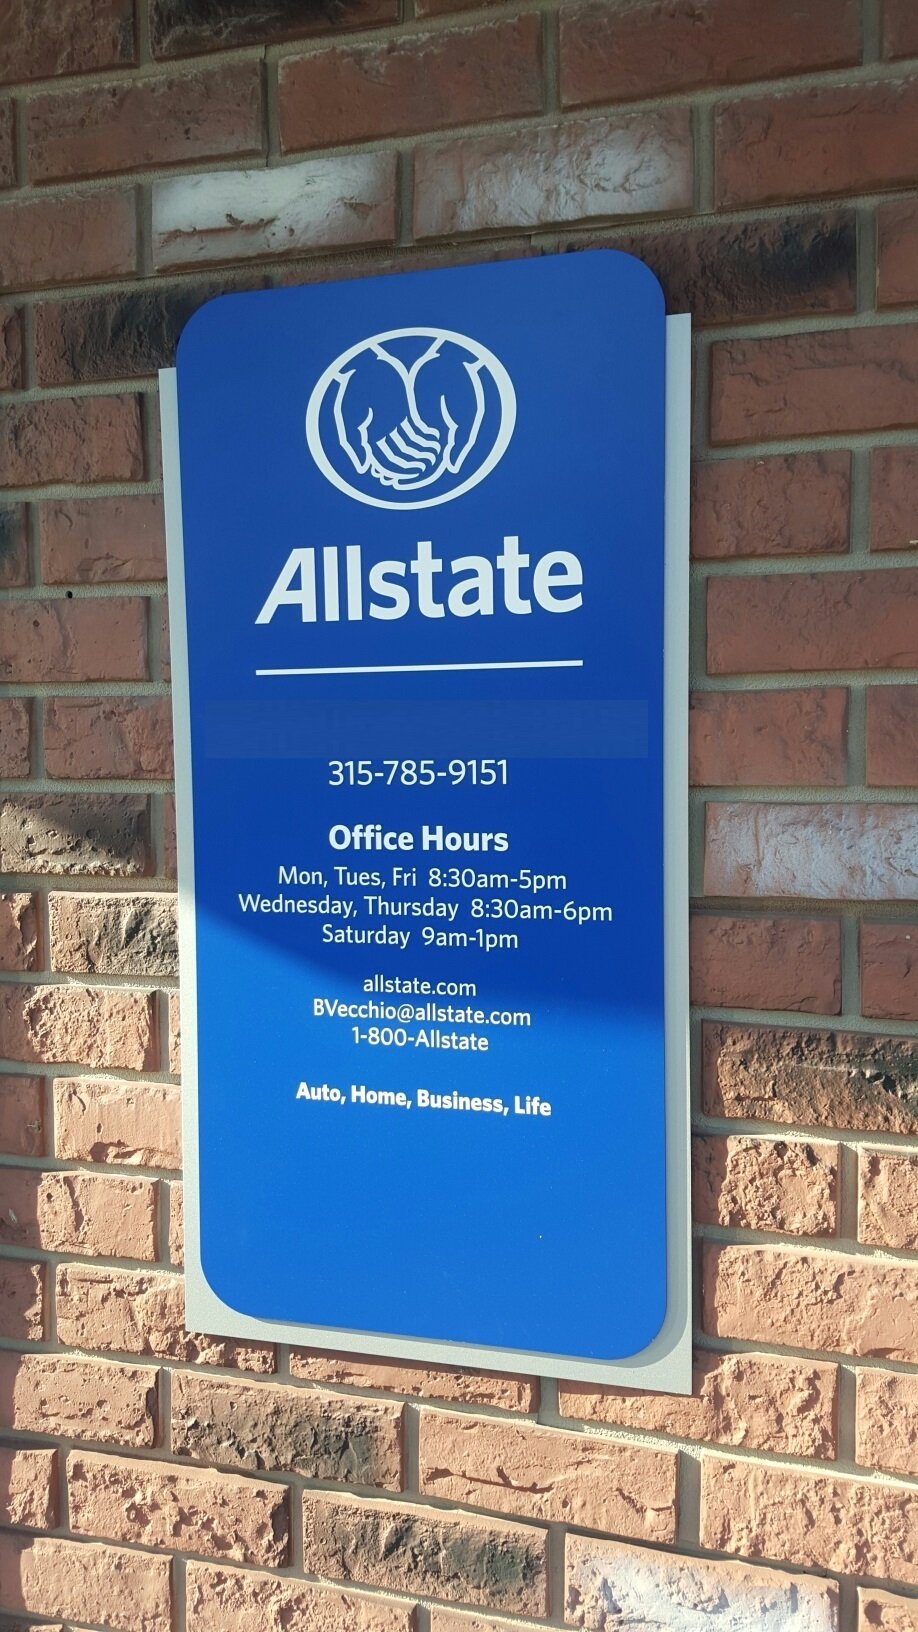 Allstate
315-785-9151
Office Hours
Mon, Tues, Fri 8:30am-5pm
Wednesday, Thursday 8:30am-6pm
Saturday 9am-1pm
allstate.com
BVecchio@allstate.com
1-800-Allstate
Auto, Home, Business, Life